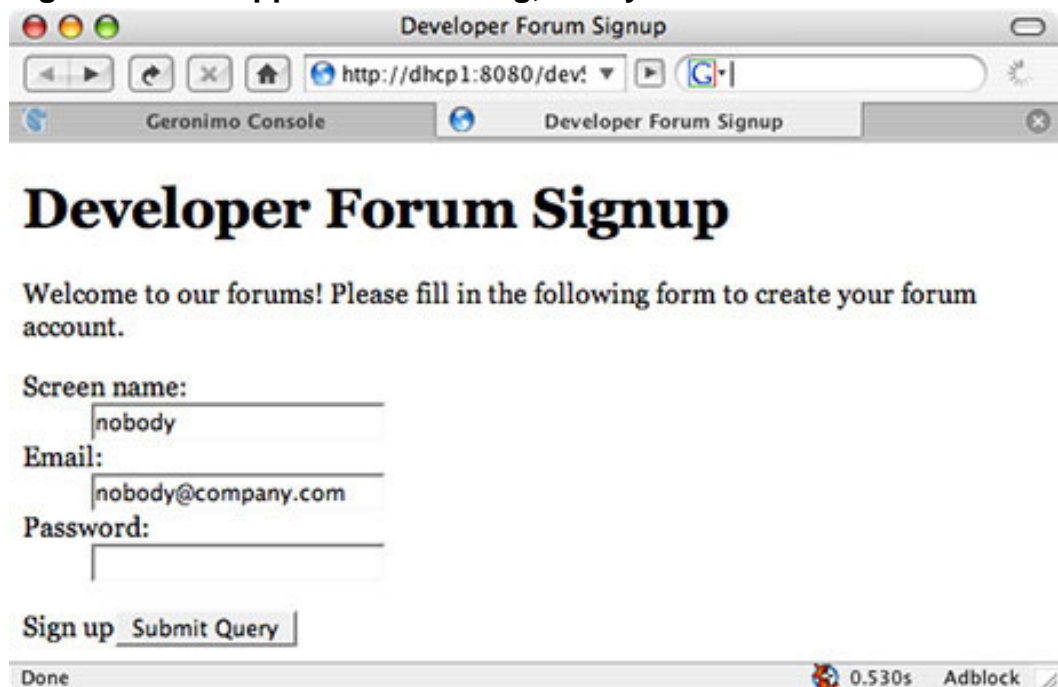 Developer Forum Signup
http://dhcp1:8080/dev
G
Geronimo Console
Developer Forum Signup
Developer Forum Signup
Welcome to our forums! Please fill in the following form to create your forum
account.
Screen name:
nobody
Email:
nobody@company.com
Password:
Sign up Submit Query
Done 0.530s Adblock